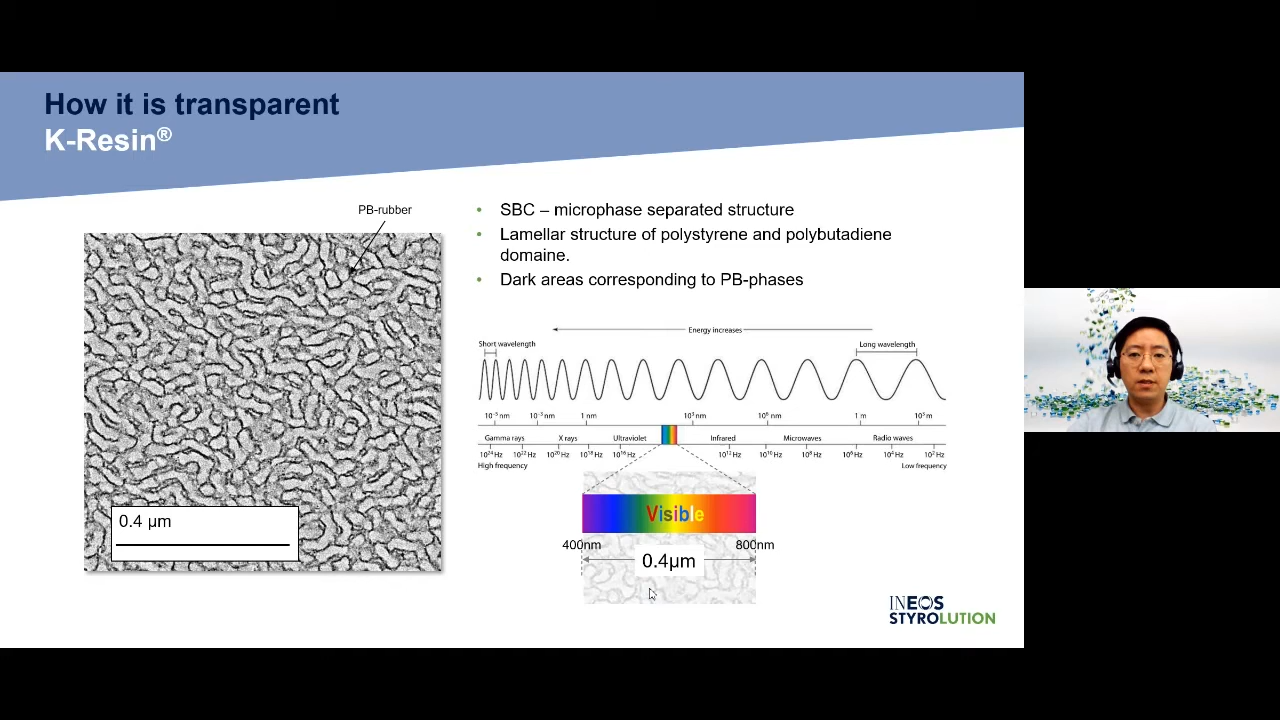 How it is transparent
K-Resin®
PB-rubber
• SBC – microphase separated structure
• Lamellar structure of polystyrene and polybutadiene
domaine.
• Dark areas corresponding to PB-phases
Energy increases
Short wavelength
Long wavelength
10⁻⁵ nm 10⁻³ nm 1 nm 10³ nm 10⁶ nm 1 m 10³ m
Gamma rays X rays Ultraviolet Infrared Microwaves Radio waves
10²⁴ Hz 10²² Hz 10²⁰ Hz 10¹⁸ Hz 10¹⁶ Hz 10¹² Hz 10¹⁰ Hz 10⁸ Hz 10⁶ Hz 10⁴ Hz 10² Hz
High frequency Low frequency
Visible
400nm 800nm
0.4µm
0.4 µm
INEOS
STYROLUTION